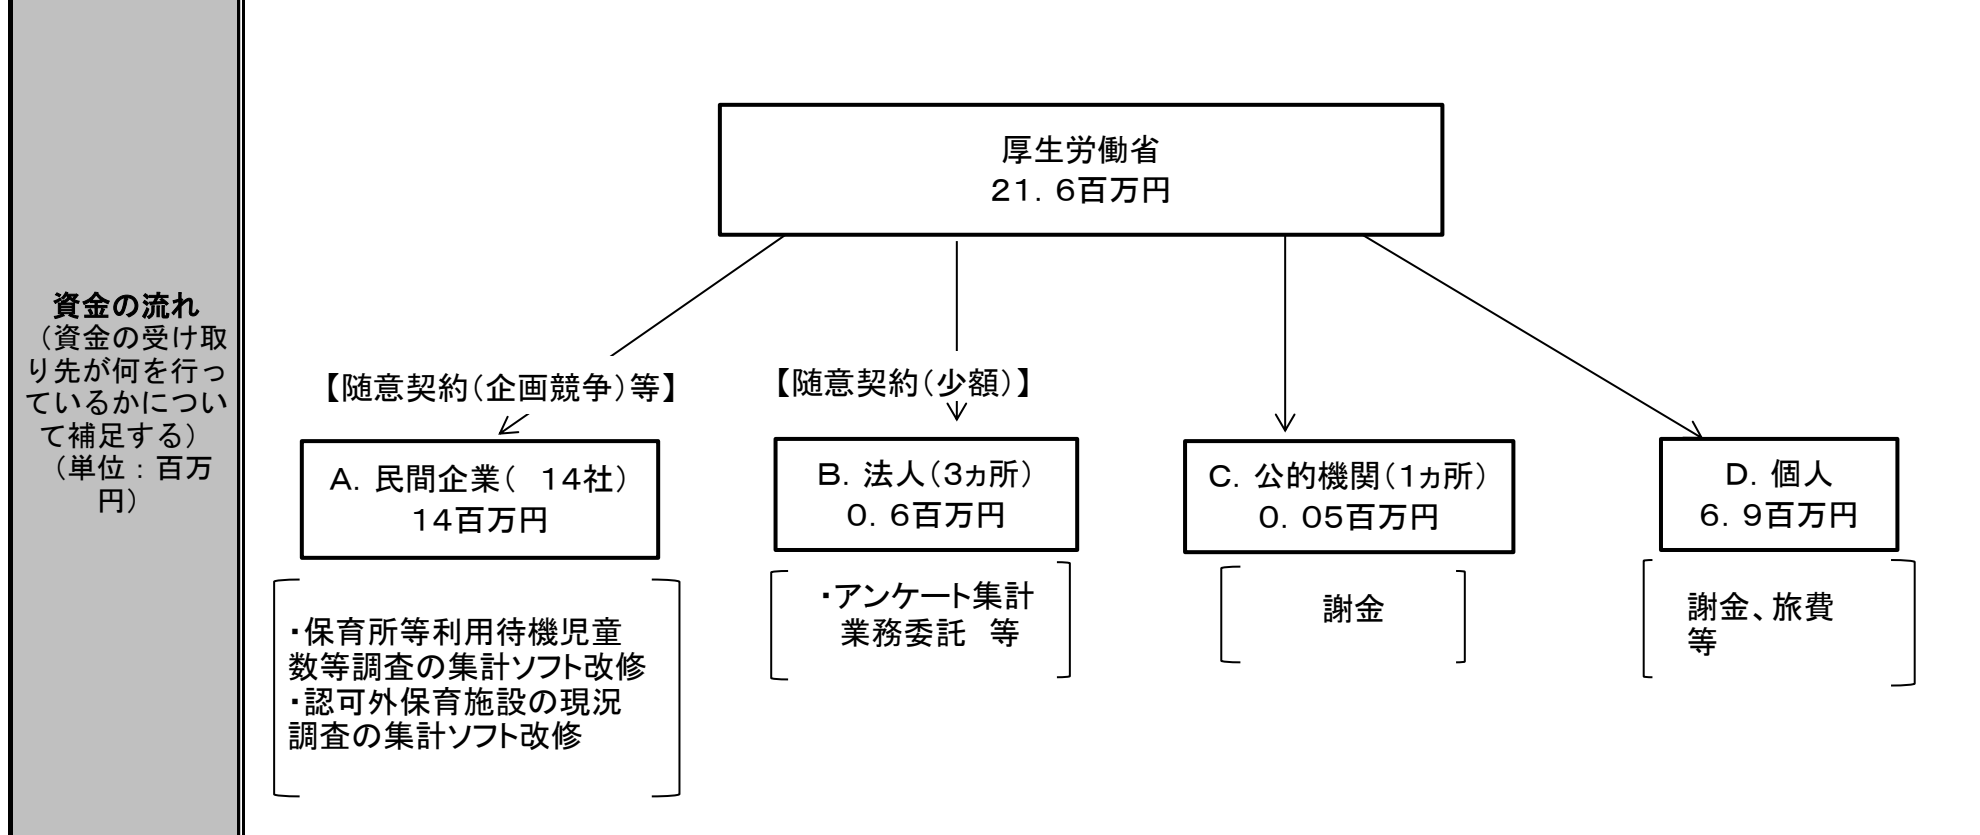 資金の流れ
（資金の受け取
り先が何を行っ
ているかについ
て補足する）
（単位：百万
円）
厚生労働省
２１．６百万円
【随意契約（企画競争）等】
【随意契約（少額）】
Ａ．民間企業（　１４社）
１４百万円
Ｂ．法人（３ヵ所）
０．６百万円
Ｃ．公的機関（１ヵ所）
０．０５百万円
Ｄ．個人
６．９百万円
・保育所等利用待機児童
数等調査の集計ソフト改修
・認可外保育施設の現況
調査の集計ソフト改修
・アンケート集計
業務委託　等
謝金
謝金、旅費
等